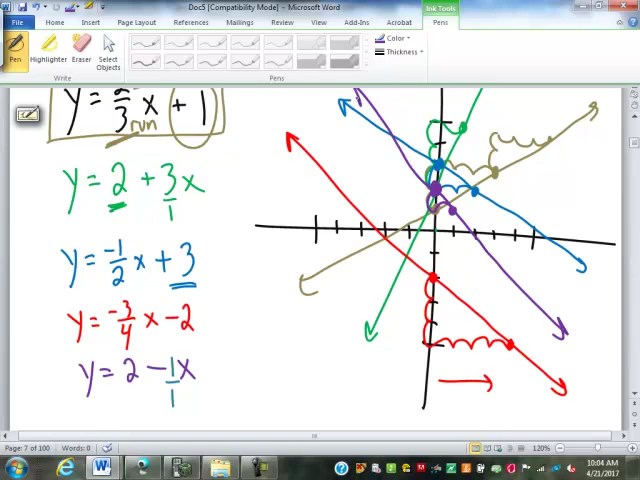 Doc5 [Compatibility Mode] - Microsoft Word
Ink Tools
File Home Insert Page Layout References Mailings Review View Add-Ins Acrobat Pens
Pen Highlighter Eraser Select Objects
Color
Thickness
Write
Pens
y = 2/3 x + 1
run
y = 2 + 3/1 x
y = -1/2 x + 3
y = -3/4 x - 2
y = 2 - 1/1 x
Page: 7 of 100 Words: 0
120%
10:04 AM
4/21/2017